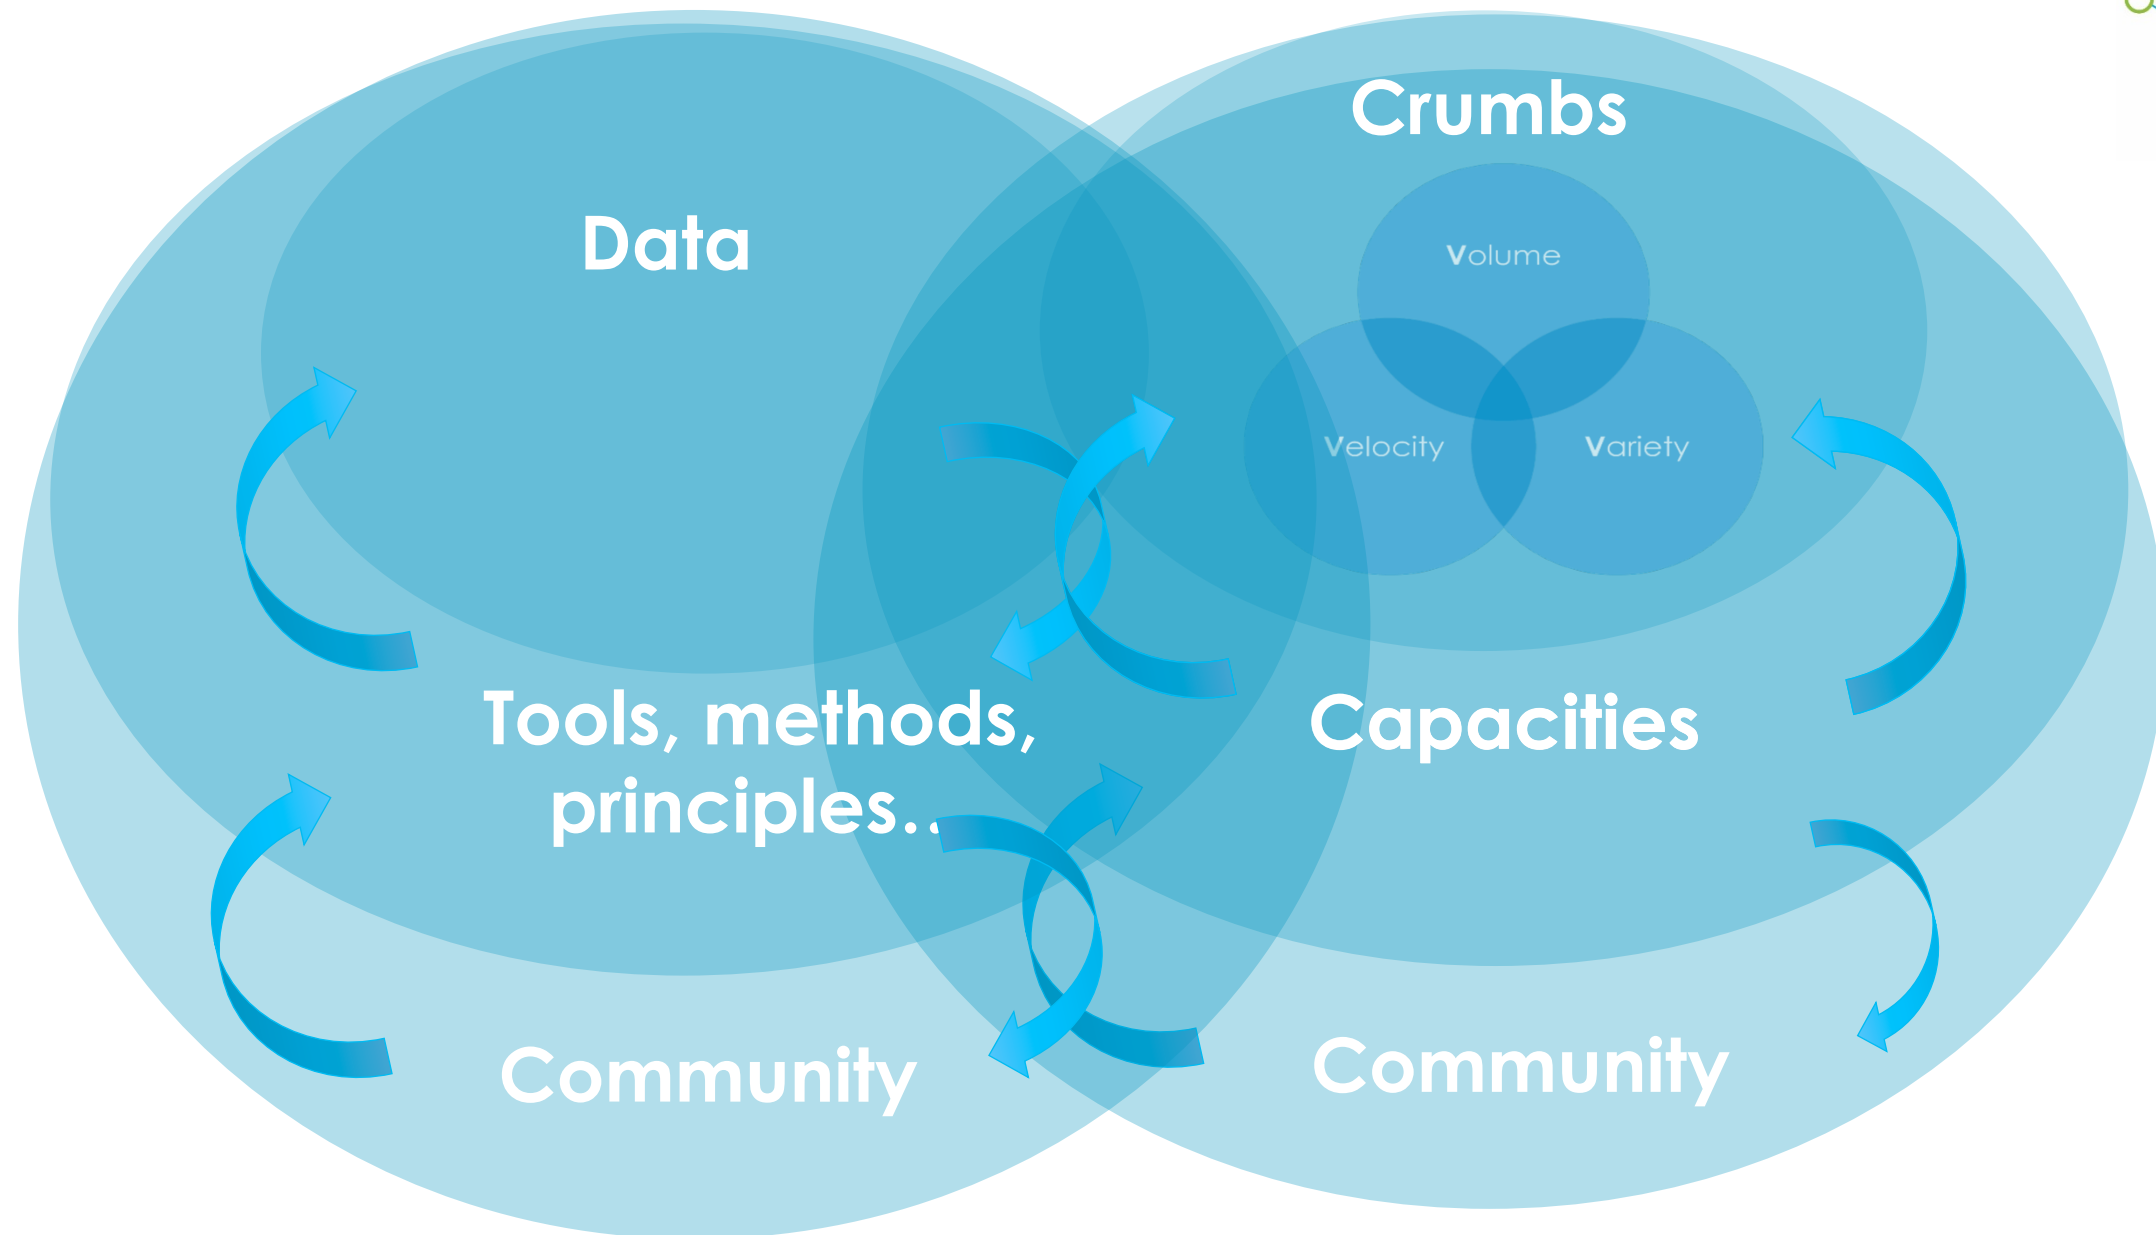 Data
Tools, methods,
principles…
Community
Crumbs
Volume
Velocity
Variety
Capacities
Community